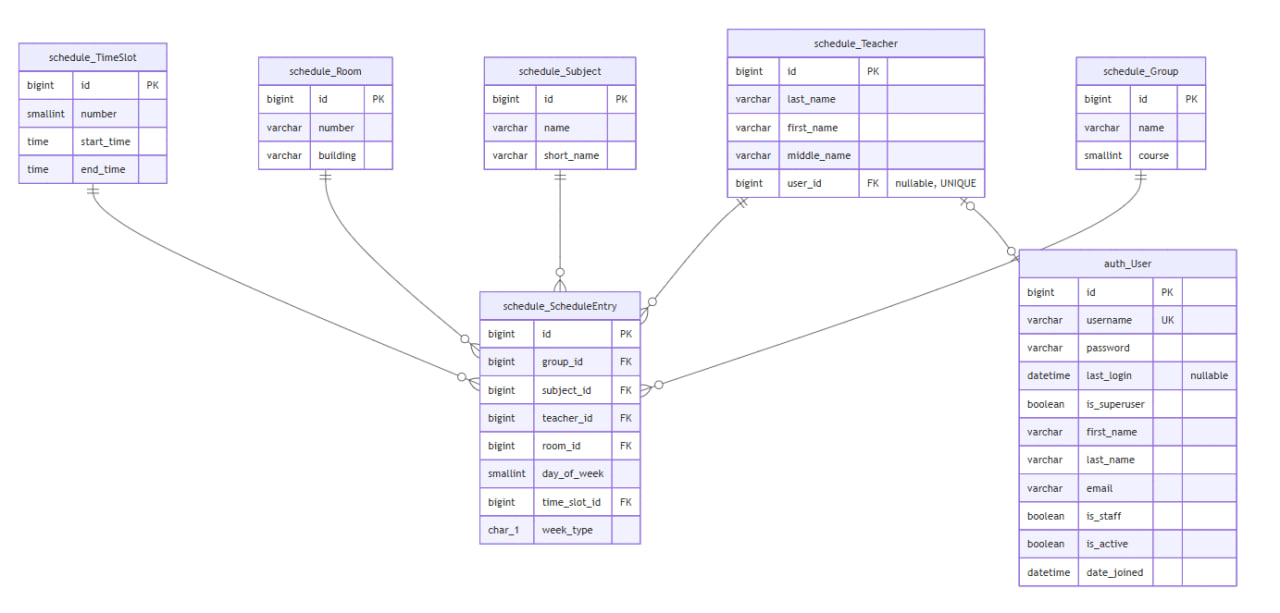 schedule_TimeSlot
bigint id PK
smallint number
time start_time
time end_time
schedule_Room
bigint id PK
varchar number
varchar building
schedule_Subject
bigint id PK
varchar name
varchar short_name
schedule_Teacher
bigint id PK
varchar last_name
varchar first_name
varchar middle_name
bigint user_id FK nullable, UNIQUE
schedule_Group
bigint id PK
varchar name
smallint course
schedule_ScheduleEntry
bigint id PK
bigint group_id FK
bigint subject_id FK
bigint teacher_id FK
bigint room_id FK
smallint day_of_week
bigint time_slot_id FK
char_1 week_type
auth_User
bigint id PK
varchar username UK
varchar password
datetime last_login nullable
boolean is_superuser
varchar first_name
varchar last_name
varchar email
boolean is_staff
boolean is_active
datetime date_joined